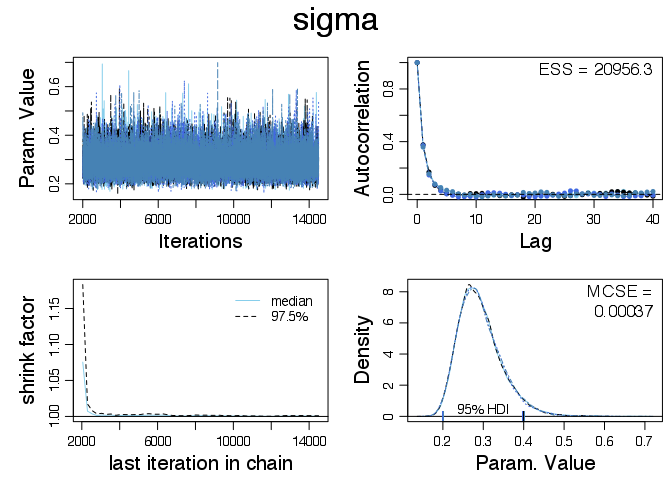 sigma
Param. Value
0.2 0.4 0.6
2000 6000 10000 14000
Iterations
Autocorrelation
0.0 0.4 0.8
ESS = 20956.3
0 10 20 30 40
Lag
shrink factor
1.00 1.05 1.10 1.15
median
97.5%
2000 6000 10000 14000
last iteration in chain
Density
0 2 4 6 8
MCSE =
0.00037
95% HDI
0.2 0.3 0.4 0.5 0.6 0.7
Param. Value